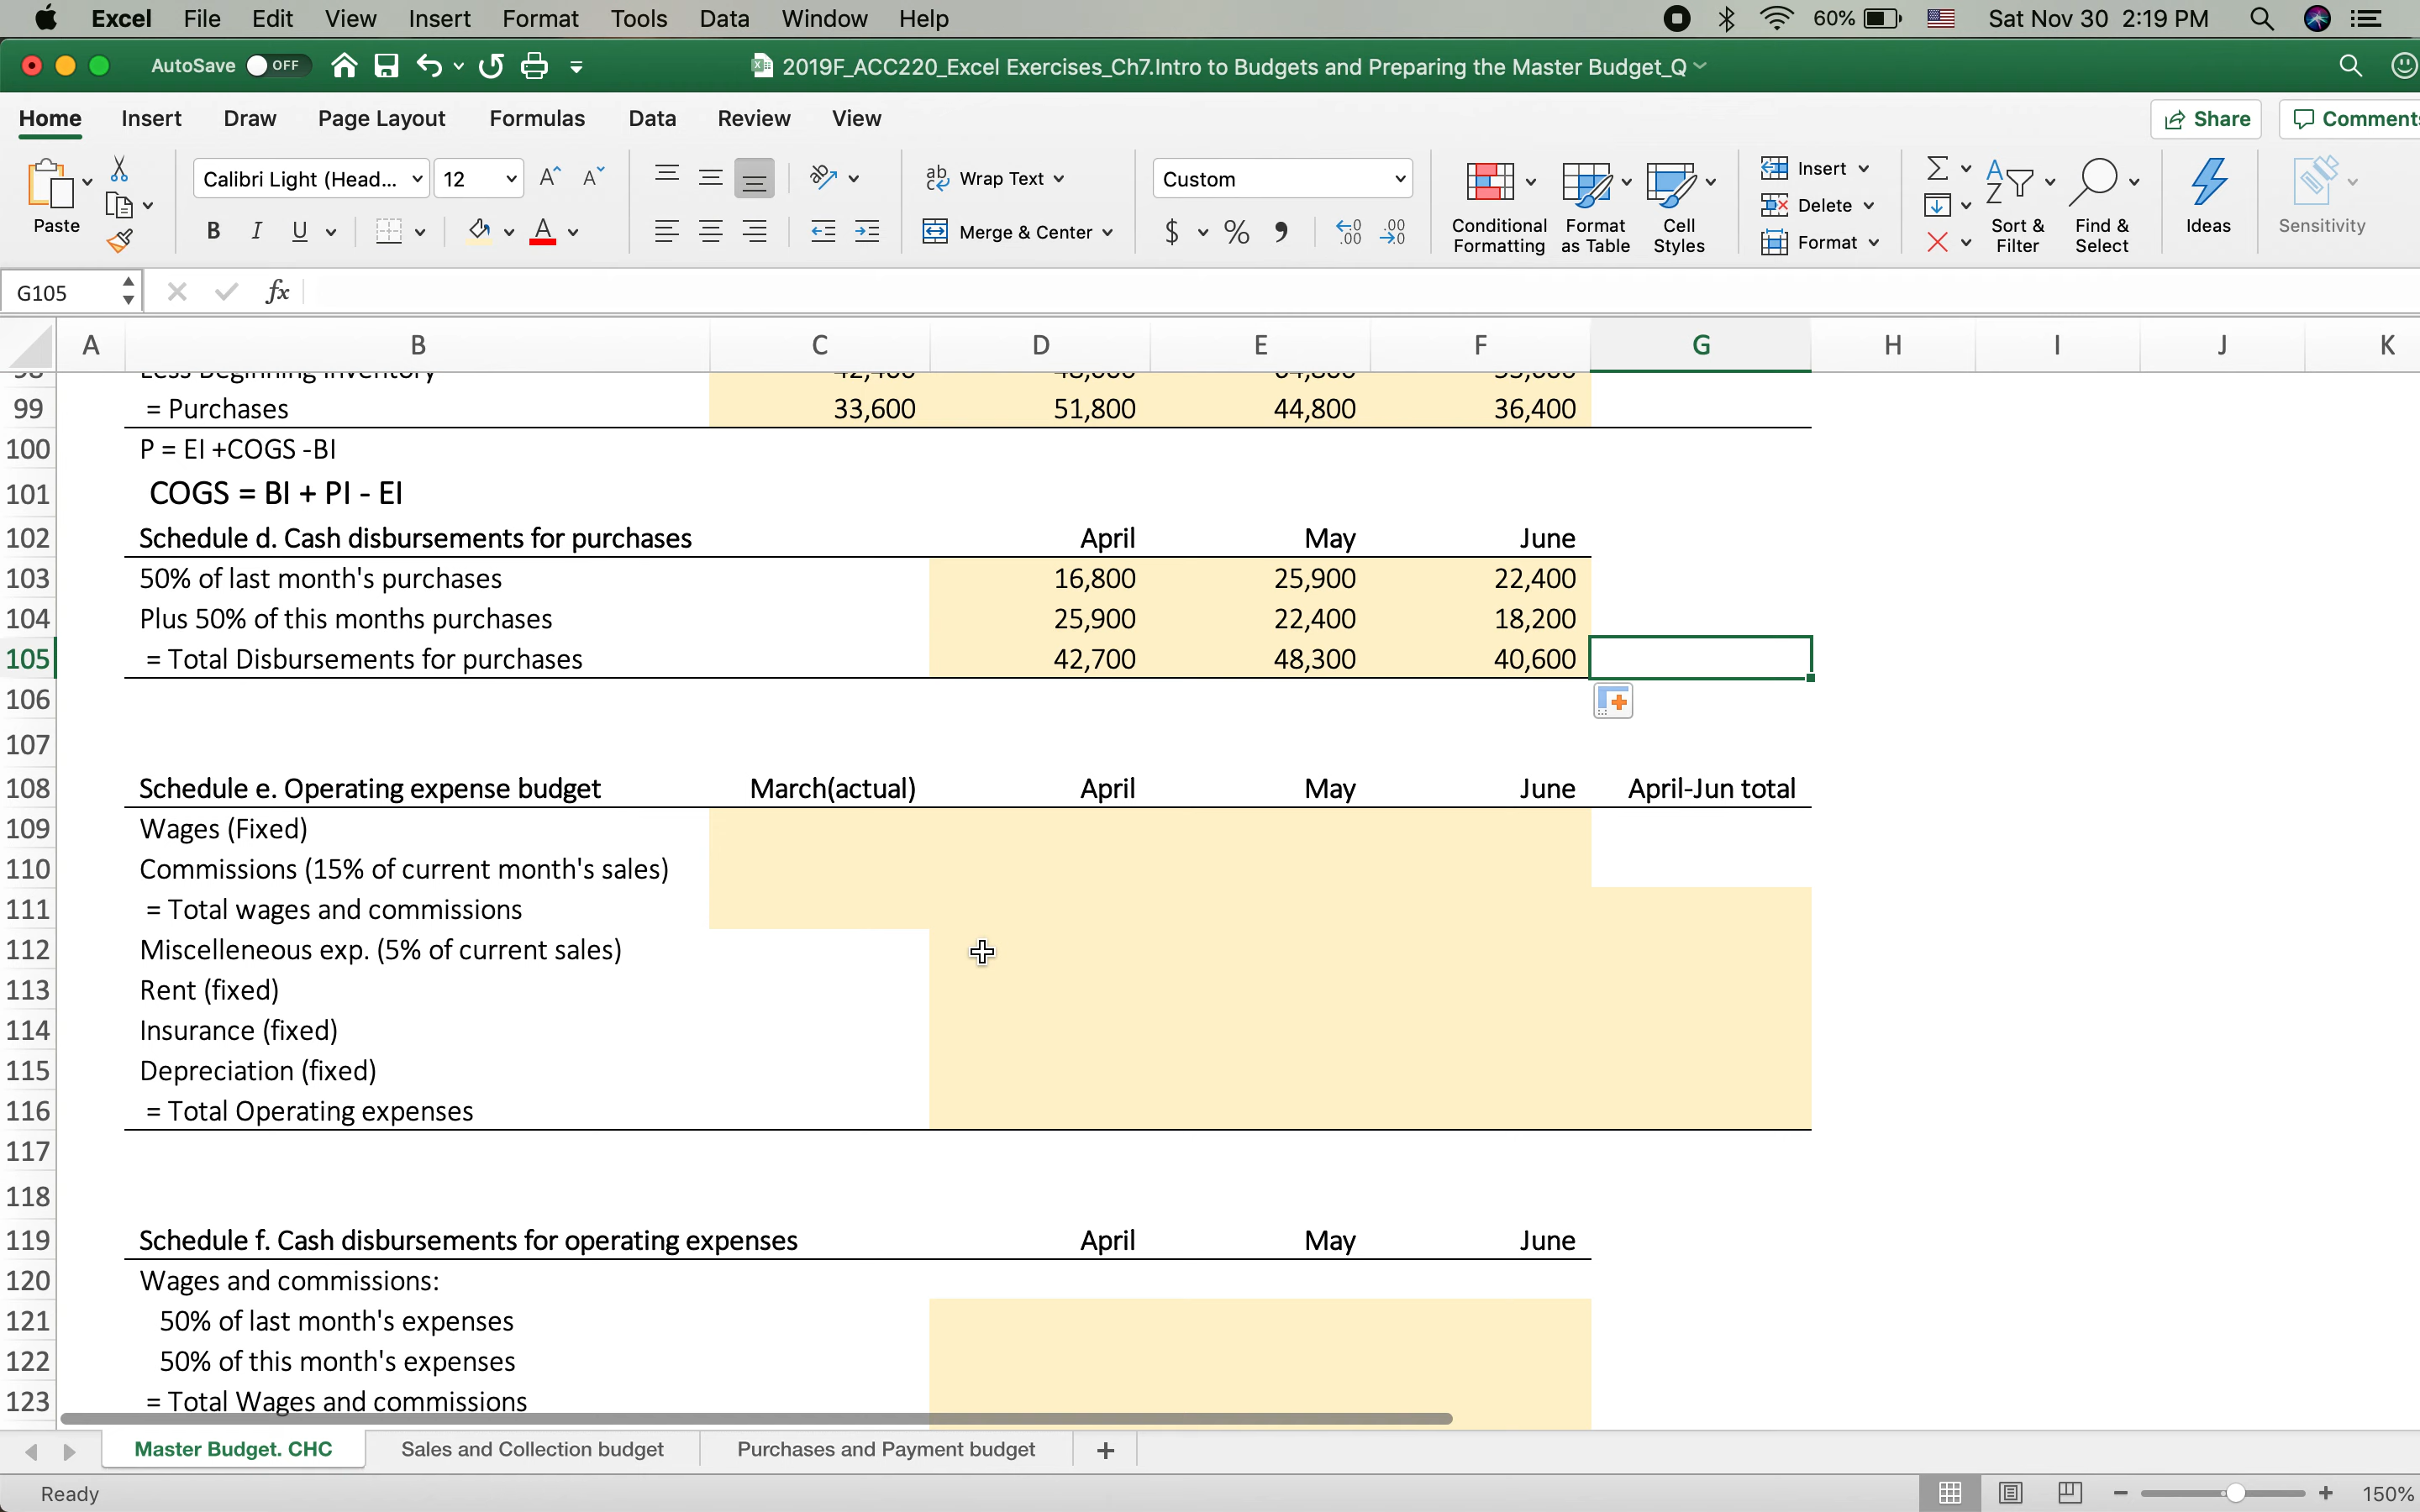 Excel File Edit View Insert Format Tools Data Window Help 60% Sat Nov 30 2:19 PM
AutoSave OFF 2019F_ACC220_Excel Exercises_Ch7.Intro to Budgets and Preparing the Master Budget_Q
Home Insert Draw Page Layout Formulas Data Review View Share Comments
Paste Calibri Light (Head... 12 Wrap Text Custom Insert
Delete
B I U Merge & Center $ % Conditional Formatting Format as Table Cell Styles Format Sort & Filter Find & Select Ideas Sensitivity
G105 fx
A B C D E F G H I J K
99 = Purchases 33,600 51,800 44,800 36,400
100 P = EI +COGS -BI
101 COGS = BI + PI - EI
102 Schedule d. Cash disbursements for purchases April May June
103 50% of last month's purchases 16,800 25,900 22,400
104 Plus 50% of this months purchases 25,900 22,400 18,200
105 = Total Disbursements for purchases 42,700 48,300 40,600
106
107
108 Schedule e. Operating expense budget March(actual) April May June April-Jun total
109 Wages (Fixed)
110 Commissions (15% of current month's sales)
111 = Total wages and commissions
112 Miscelleneous exp. (5% of current sales)
113 Rent (fixed)
114 Insurance (fixed)
115 Depreciation (fixed)
116 = Total Operating expenses
117
118
119 Schedule f. Cash disbursements for operating expenses April May June
120 Wages and commissions:
121 50% of last month's expenses
122 50% of this month's expenses
123 = Total Wages and commissions
Master Budget. CHC Sales and Collection budget Purchases and Payment budget +
Ready 150%